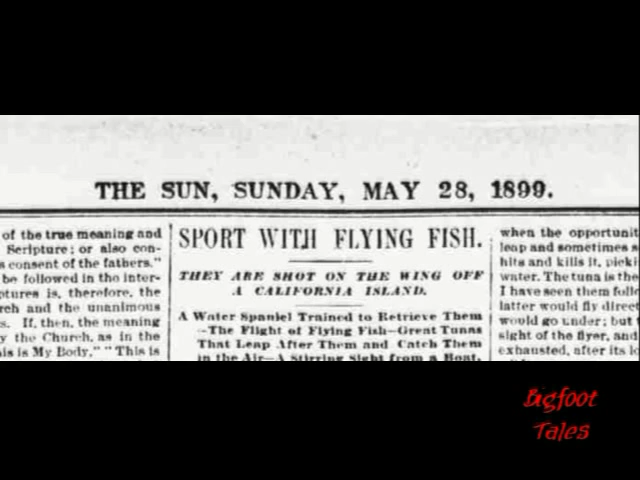 THE SUN, SUNDAY, MAY 28, 1899.
of the true meaning and
Scripture; or also con-
consent of the fathers."
be followed in the inter-
ptures is, therefore, the
rch and the unanimous
s. If, then, the meaning
y the Church, as in the
is is My Body," "This is
SPORT WITH FLYING FISH.
THEY ARE SHOT ON THE WING OFF
A CALIFORNIA ISLAND.
A Water Spaniel Trained to Retrieve Them
—The Flight of Flying Fish—Great Tunas
That Leap After Them and Catch Them
in the Air—A Stirring Sight from a Boat.
when the opportunit
leap and sometimes s
hits and kills it, picki
water. The tuna is the
I have seen them follo
latter would fly direct
would go under; but
sight of the flyer, and
exhausted, after its lo
Bigfoot
Tales